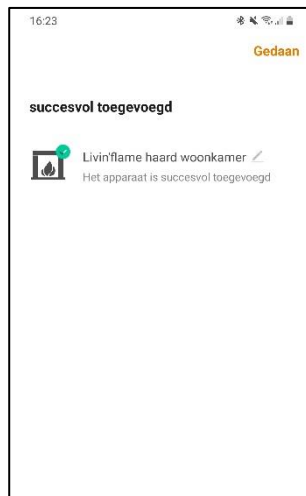 16:23
Gedaan
succesvol toegevoegd
Livin'flame haard woonkamer
Het apparaat is succesvol toegevoegd